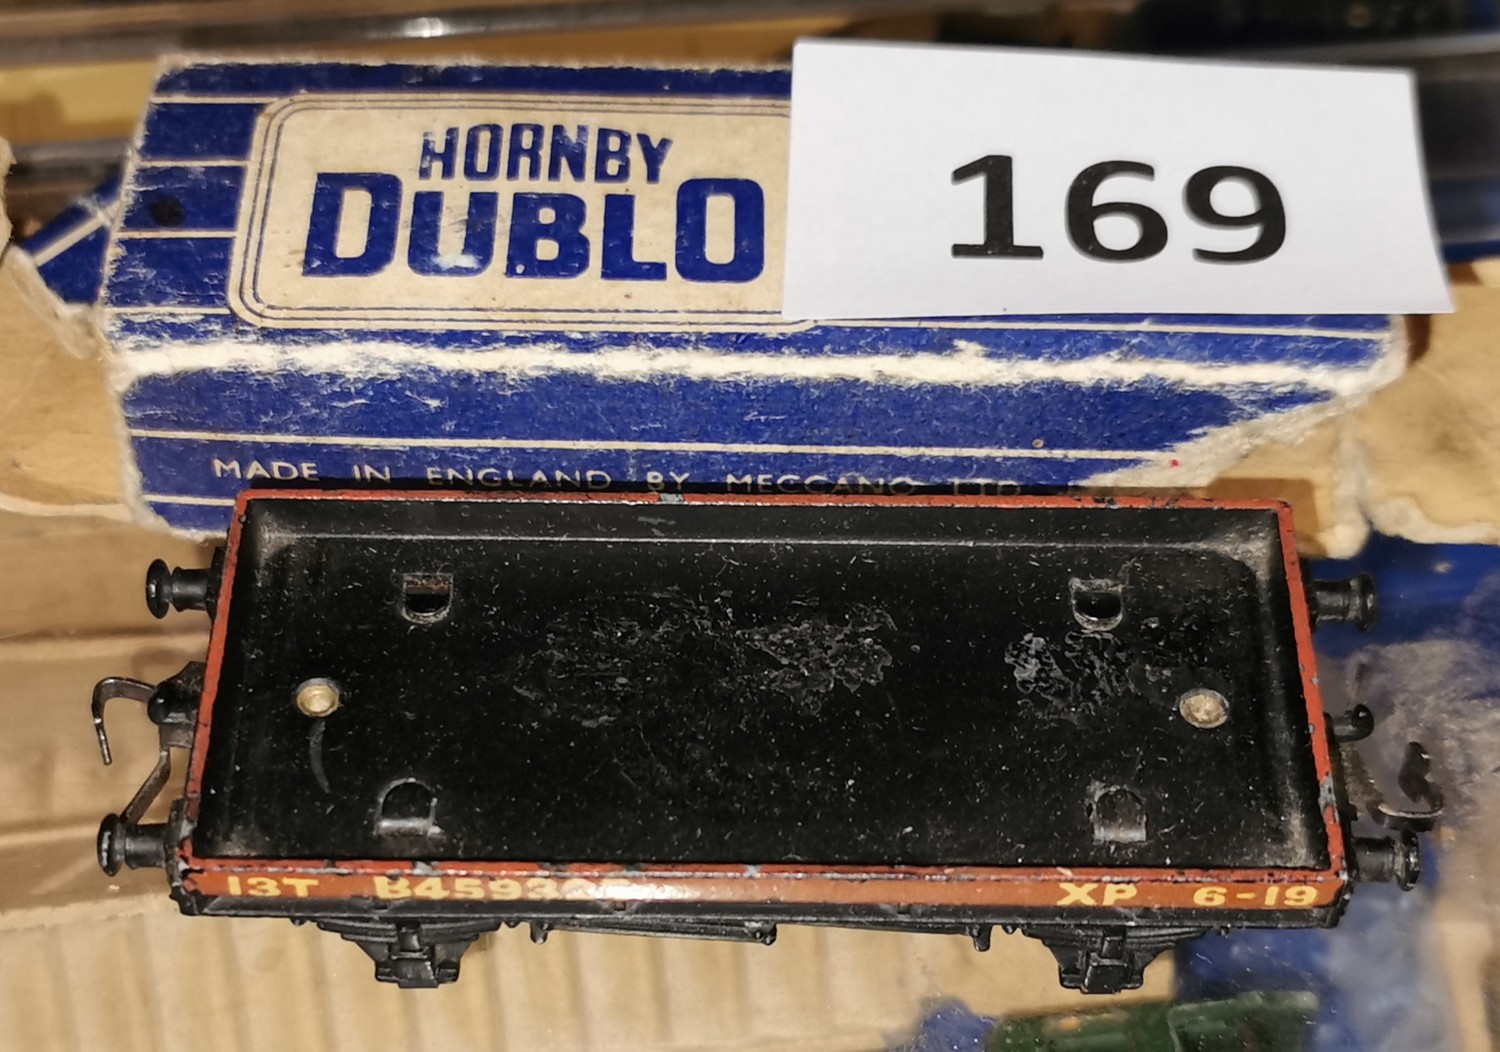 HORNBY
DUBLO
169
MADE IN ENGLAND BY MECCANO LTD
13T
XP 6-19